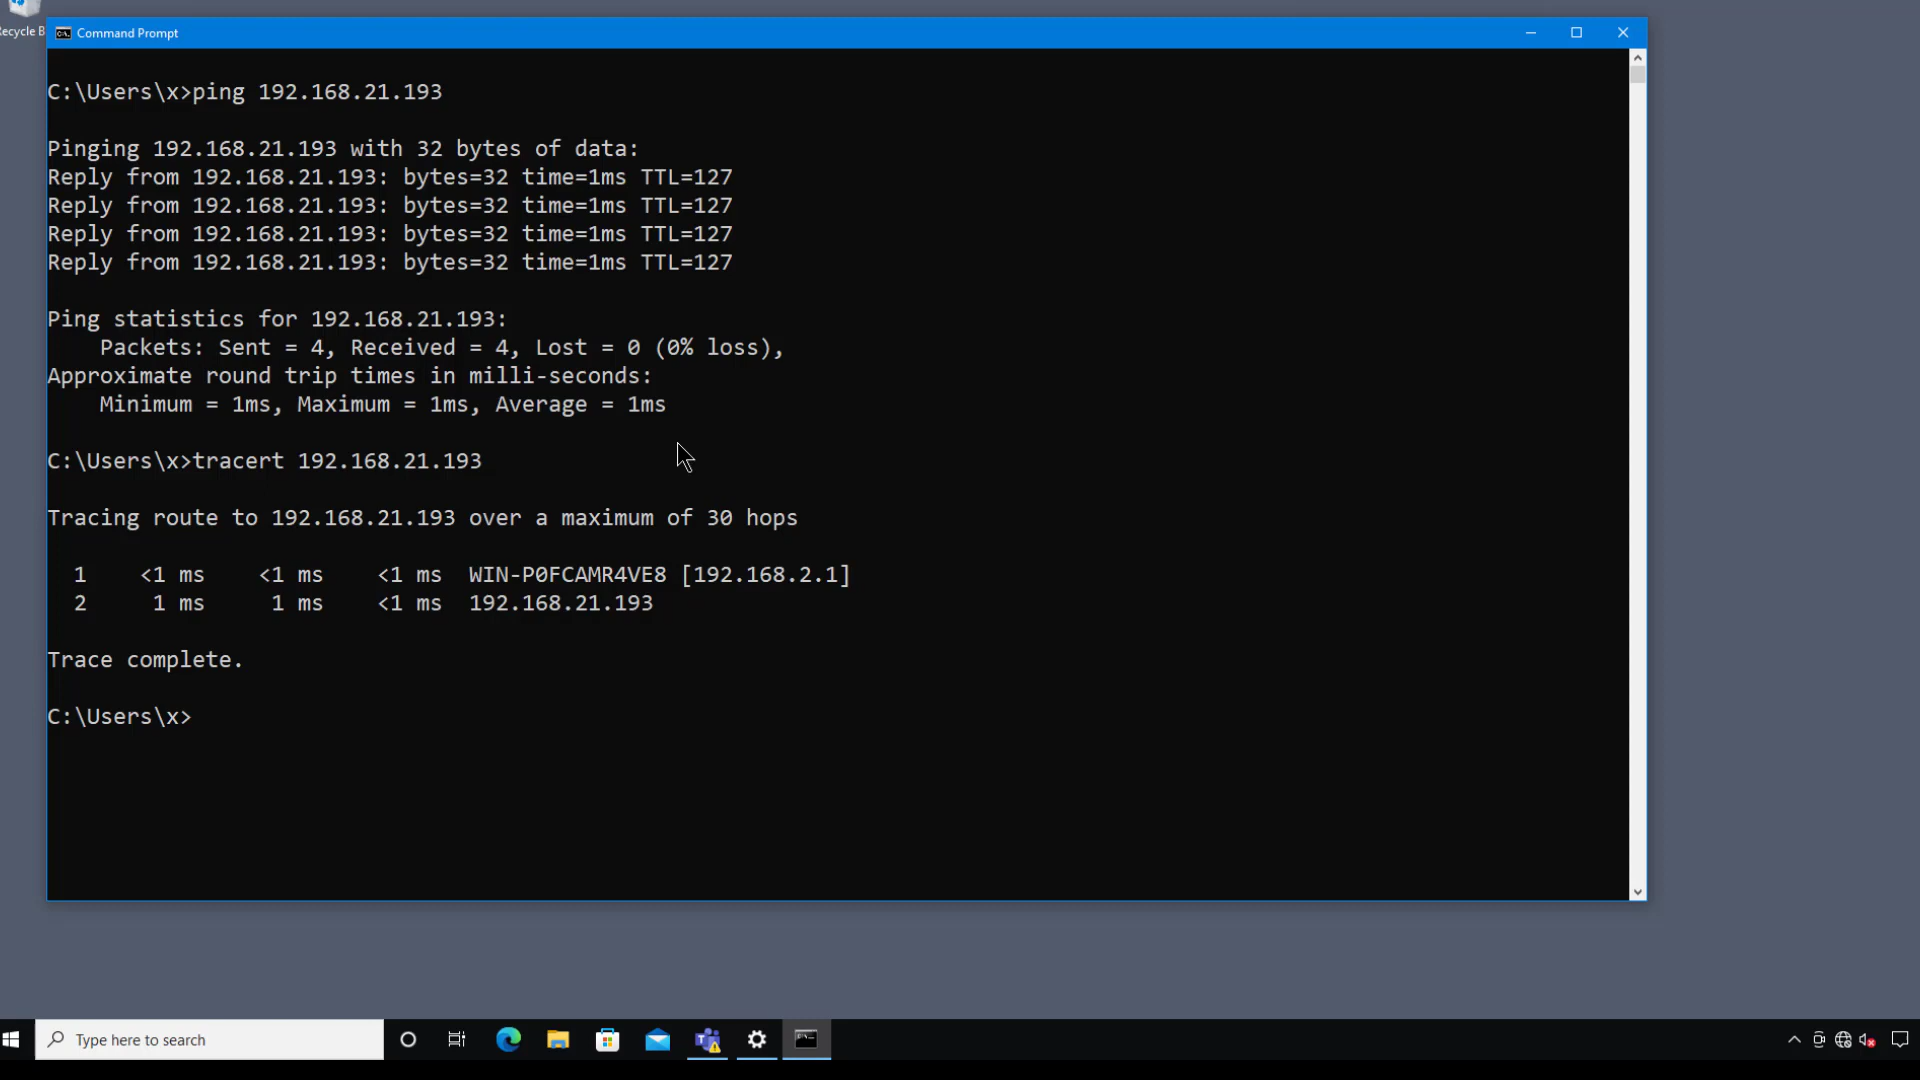 Recycle B
Command Prompt
C:\Users\x>ping 192.168.21.193
Pinging 192.168.21.193 with 32 bytes of data:
Reply from 192.168.21.193: bytes=32 time=1ms TTL=127
Reply from 192.168.21.193: bytes=32 time=1ms TTL=127
Reply from 192.168.21.193: bytes=32 time=1ms TTL=127
Reply from 192.168.21.193: bytes=32 time=1ms TTL=127
Ping statistics for 192.168.21.193:
    Packets: Sent = 4, Received = 4, Lost = 0 (0% loss),
Approximate round trip times in milli-seconds:
    Minimum = 1ms, Maximum = 1ms, Average = 1ms
C:\Users\x>tracert 192.168.21.193
Tracing route to 192.168.21.193 over a maximum of 30 hops
  1    <1 ms    <1 ms    <1 ms  WIN-P0FCAMR4VE8 [192.168.2.1]
  2     1 ms     1 ms    <1 ms  192.168.21.193
Trace complete.
C:\Users\x>
Type here to search